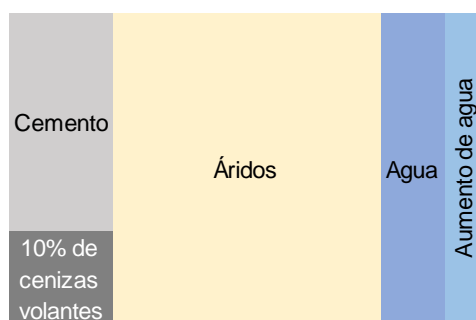 Cemento
10% de
cenizas
volantes
Áridos
Agua
Aumento de agua